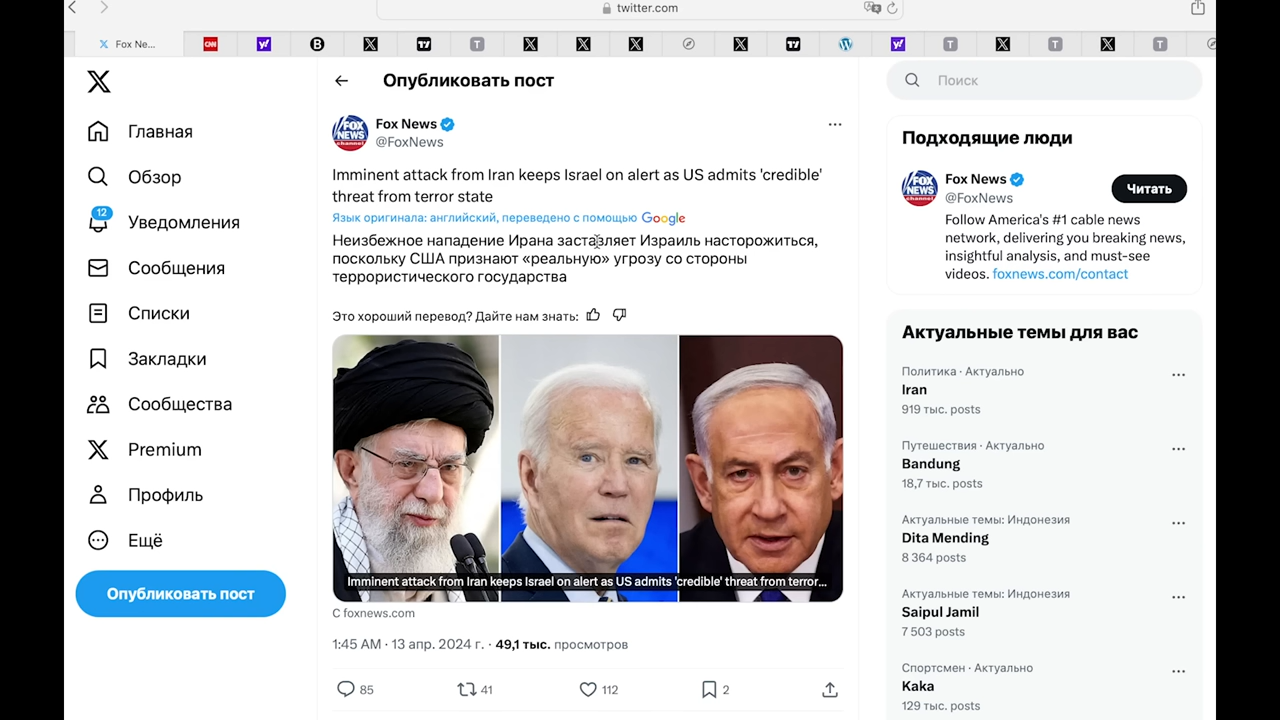 twitter.com
Fox Ne...
Главная
Обзор
12
Уведомления
Сообщения
Списки
Закладки
Сообщества
Premium
Профиль
Ещё
Опубликовать пост
Опубликовать пост
Fox News
@FoxNews
Imminent attack from Iran keeps Israel on alert as US admits 'credible'
threat from terror state
Язык оригинала: английский, переведено с помощью Google
Неизбежное нападение Ирана заставляет Израиль насторожиться,
поскольку США признают «реальную» угрозу со стороны
террористического государства
Это хороший перевод? Дайте нам знать:
Imminent attack from Iran keeps Israel on alert as US admits 'credible' threat from terror...
С foxnews.com
1:45 AM · 13 апр. 2024 г. · 49,1 тыс. просмотров
85
41
112
2
Поиск
Подходящие люди
Fox News
@FoxNews
Читать
Follow America's #1 cable news
network, delivering you breaking news,
insightful analysis, and must-see
videos. foxnews.com/contact
Актуальные темы для вас
Политика · Актуально
Iran
919 тыс. posts
Путешествия · Актуально
Bandung
18,7 тыс. posts
Актуальные темы: Индонезия
Dita Mending
8 364 posts
Актуальные темы: Индонезия
Saipul Jamil
7 503 posts
Спортсмен · Актуально
Kaka
129 тыс. posts